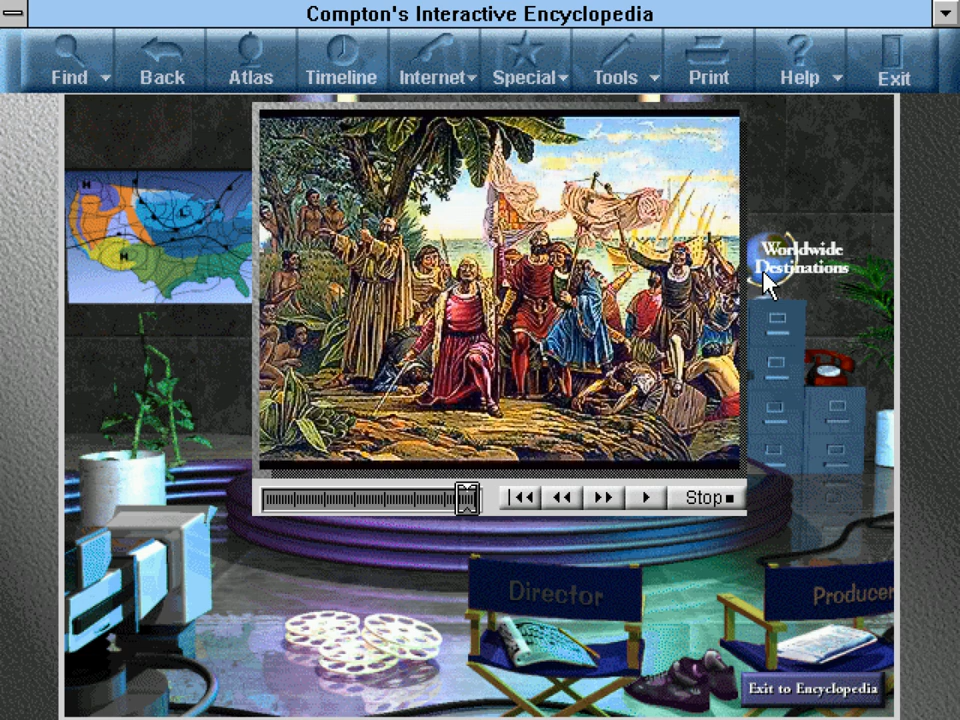 Compton's Interactive Encyclopedia
Find Back Atlas Timeline Internet Special Tools Print Help Exit
H
L
H
Worldwide
Destinations
Stop
Director
Producer
Exit to Encyclopedia